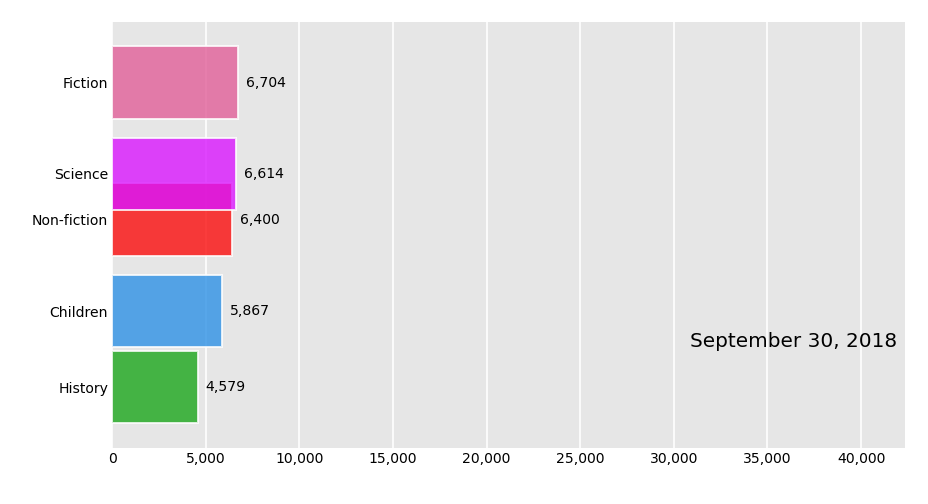 Fiction 6,704
Science 6,614
Non-fiction 6,400
Children 5,867
September 30, 2018
History 4,579
0 5,000 10,000 15,000 20,000 25,000 30,000 35,000 40,000